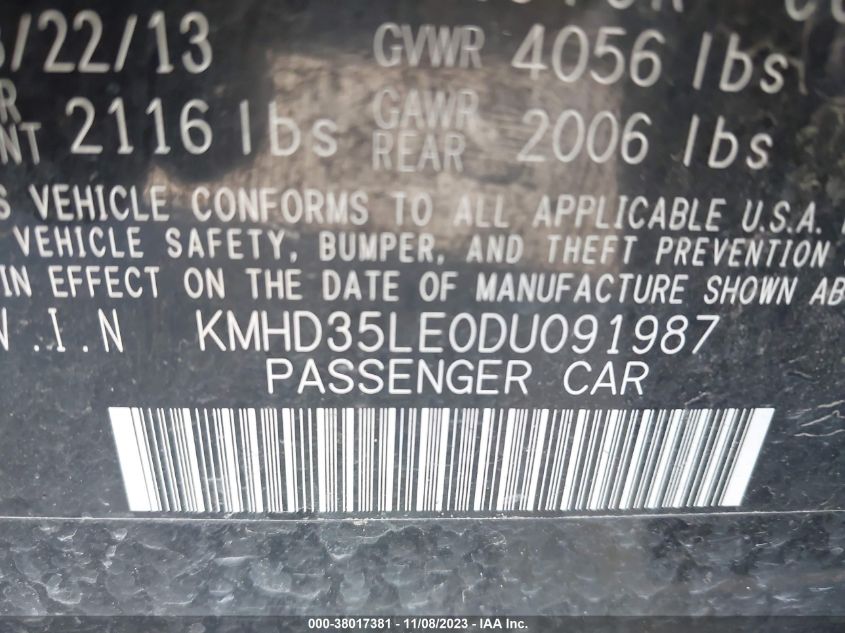 /22/13 GVWR 4056 lbs
2116 lbs GAWR REAR 2006 lbs
VEHICLE CONFORMS TO ALL APPLICABLE U.S.A.
VEHICLE SAFETY, BUMPER, AND THEFT PREVENTION
IN EFFECT ON THE DATE OF MANUFACTURE SHOWN AB
.I.N KMHD35LE0DU091987
PASSENGER CAR
000-38017381 - 11/08/2023 - IAA Inc.